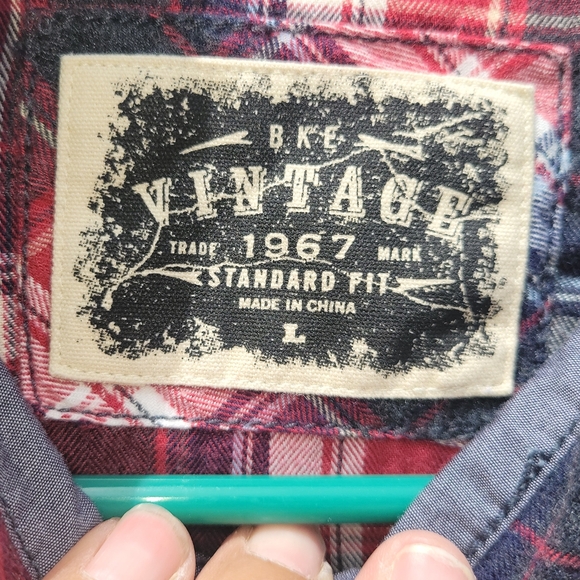 BKE
VINTAGE
TRADE 1967 MARK
STANDARD FIT
MADE IN CHINA
L